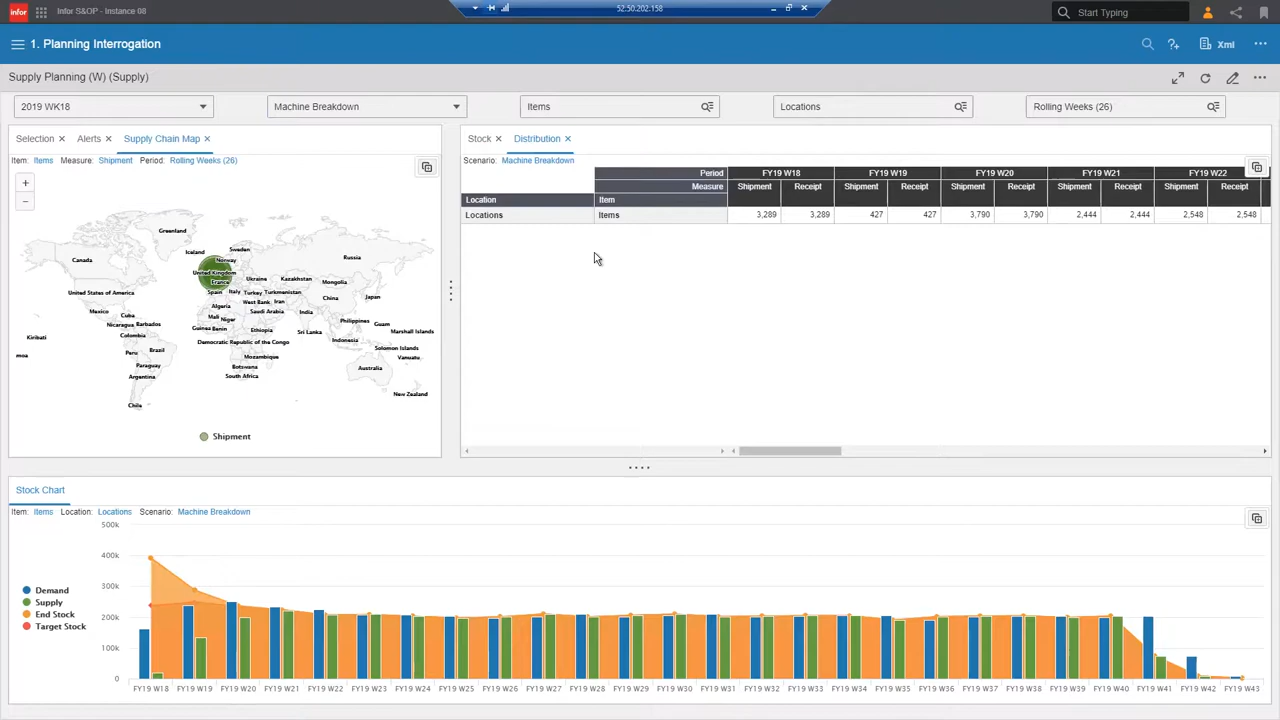 infor
Infor S&OP - Instance 08
52.50.202.158
Start Typing
1. Planning Interrogation
Xml
Supply Planning (W) (Supply)
2019 WK18
Machine Breakdown
Items
Locations
Rolling Weeks (26)
Selection
Alerts
Supply Chain Map
Item: Items Measure: Shipment Period: Rolling Weeks (26)
+
−
Greenland
Iceland
Sweden
Norway
Russia
Canada
United Kingdom
France
Ukraine
Kazakhstan
Mongolia
United States of America
Spain
Italy
Turkey
Turkmenistan
China
Japan
Algeria
West Bank
Iran
Mexico
Cuba
Mali
Niger
Saudi Arabia
India
Nicaragua
Barbados
Guinea
Benin
Ethiopia
Sri Lanka
Philippines
Guam
Marshall Islands
Kiribati
Colombia
Democratic Republic of the Congo
Indonesia
Solomon Islands
moa
Peru
Brazil
Mozambique
Vanuatu
Paraguay
Botswana
Australia
Argentina
South Africa
New Zealand
Chile
Shipment
Stock
Distribution
Scenario: Machine Breakdown
Period FY19 W18 FY19 W19 FY19 W20 FY19 W21 FY19 W22
Measure Shipment Receipt Shipment Receipt Shipment Receipt Shipment Receipt Shipment Receipt
Location Item
Locations Items 3,289 3,289 427 427 3,790 3,790 2,444 2,444 2,548 2,548
Stock Chart
Item: Items Location: Locations Scenario: Machine Breakdown
500k
400k
300k
200k
100k
0
Demand
Supply
End Stock
Target Stock
FY19 W18 FY19 W19 FY19 W20 FY19 W21 FY19 W22 FY19 W23 FY19 W24 FY19 W25 FY19 W26 FY19 W27 FY19 W28 FY19 W29 FY19 W30 FY19 W31 FY19 W32 FY19 W33 FY19 W34 FY19 W35 FY19 W36 FY19 W37 FY19 W38 FY19 W39 FY19 W40 FY19 W41 FY19 W42 FY19 W43